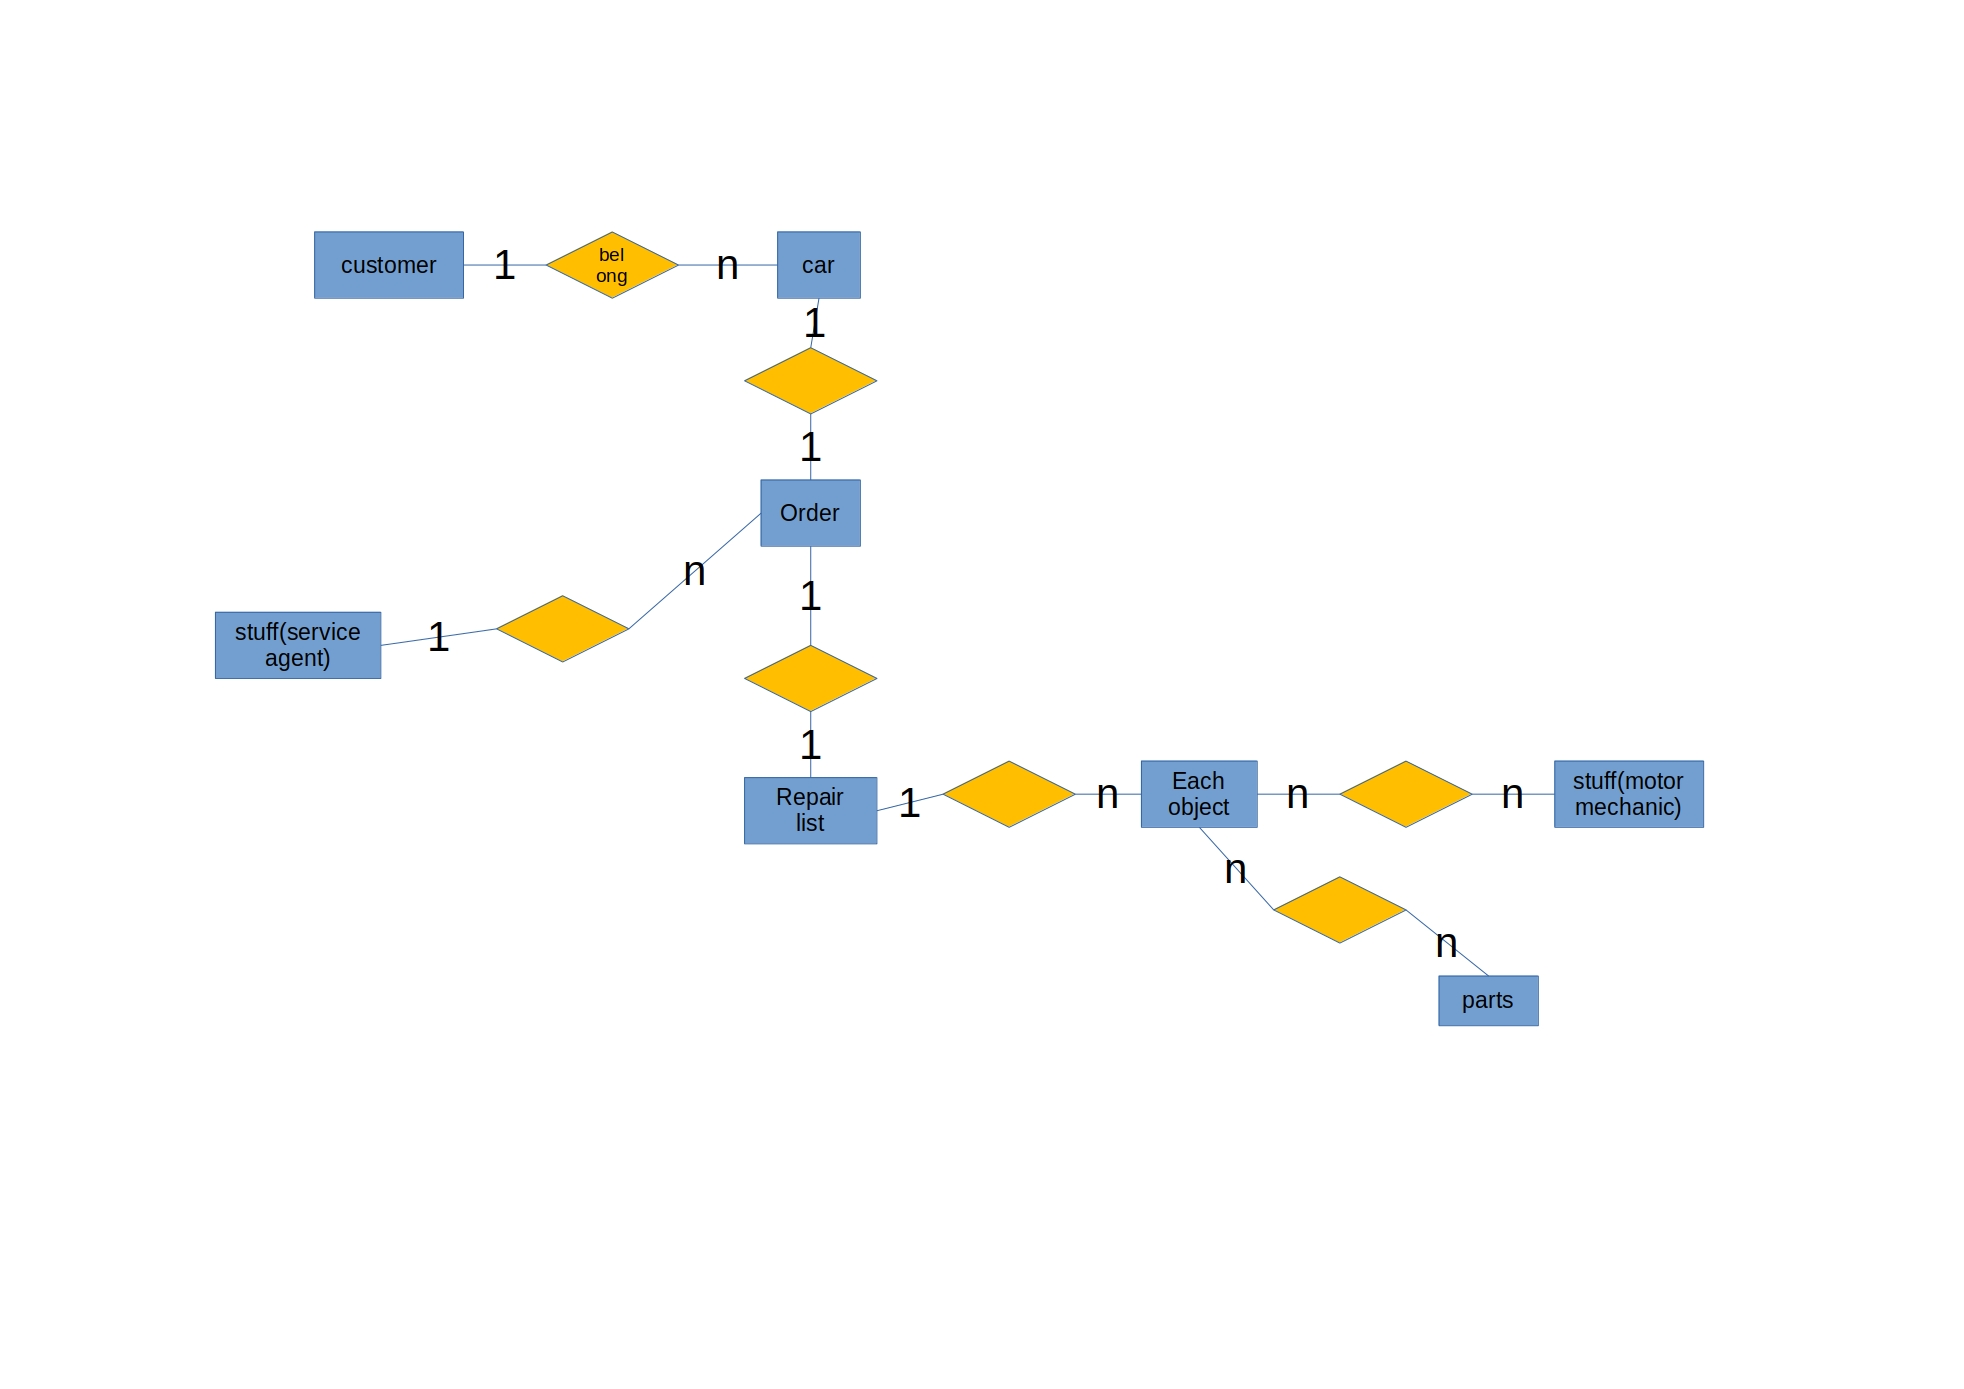 customer
1
bel
ong
n
car
1
1
Order
n
1
stuff(service
agent)
1
1
Repair
list
1
n
Each
object
n
n
stuff(motor
mechanic)
n
n
parts